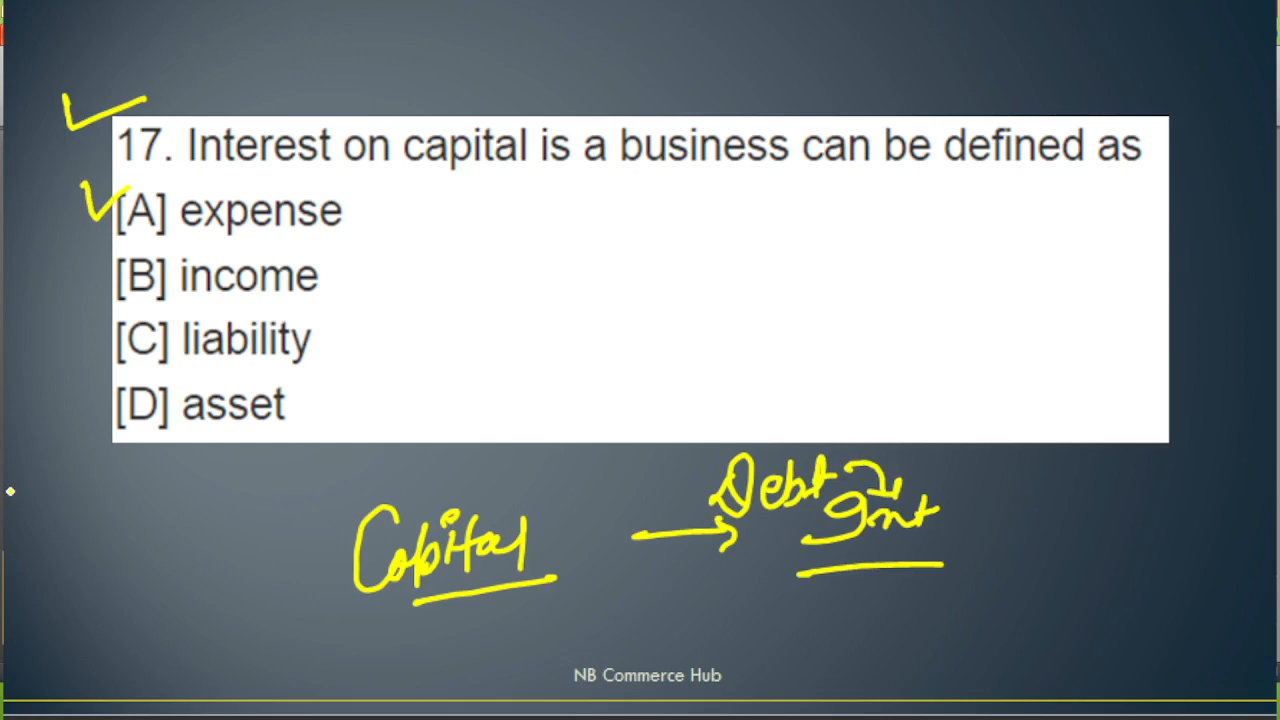 17. Interest on capital is a business can be defined as
[A] expense
[B] income
[C] liability
[D] asset
Debt
Capital
Int
NB Commerce Hub